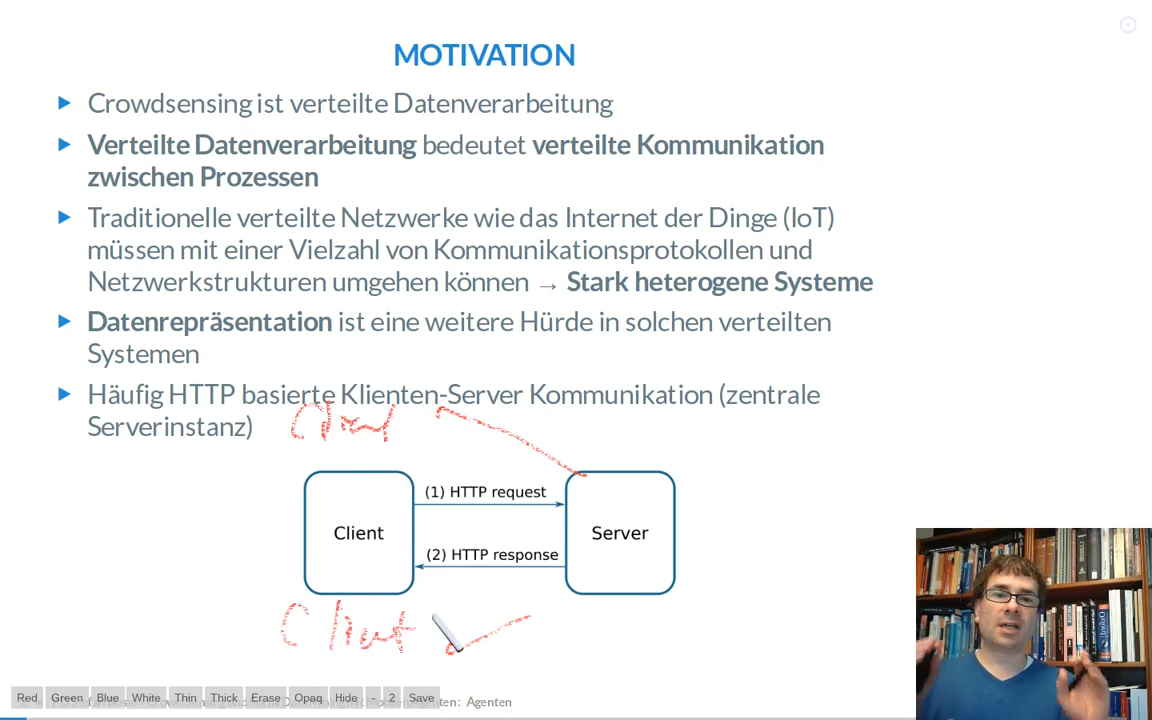 MOTIVATION
Crowdsensing ist verteilte Datenverarbeitung
Verteilte Datenverarbeitung bedeutet verteilte Kommunikation
zwischen Prozessen
Traditionelle verteilte Netzwerke wie das Internet der Dinge (IoT)
müssen mit einer Vielzahl von Kommunikationsprotokollen und
Netzwerkstrukturen umgehen können → Stark heterogene Systeme
Datenrepräsentation ist eine weitere Hürde in solchen verteilten
Systemen
Häufig HTTP basierte Klienten-Server Kommunikation (zentrale
Serverinstanz)
Client
(1) HTTP request
Client
Server
(2) HTTP response
Client
Red Green Blue White Thin Thick Erase Opaq Hide - 2 Save
Agenten